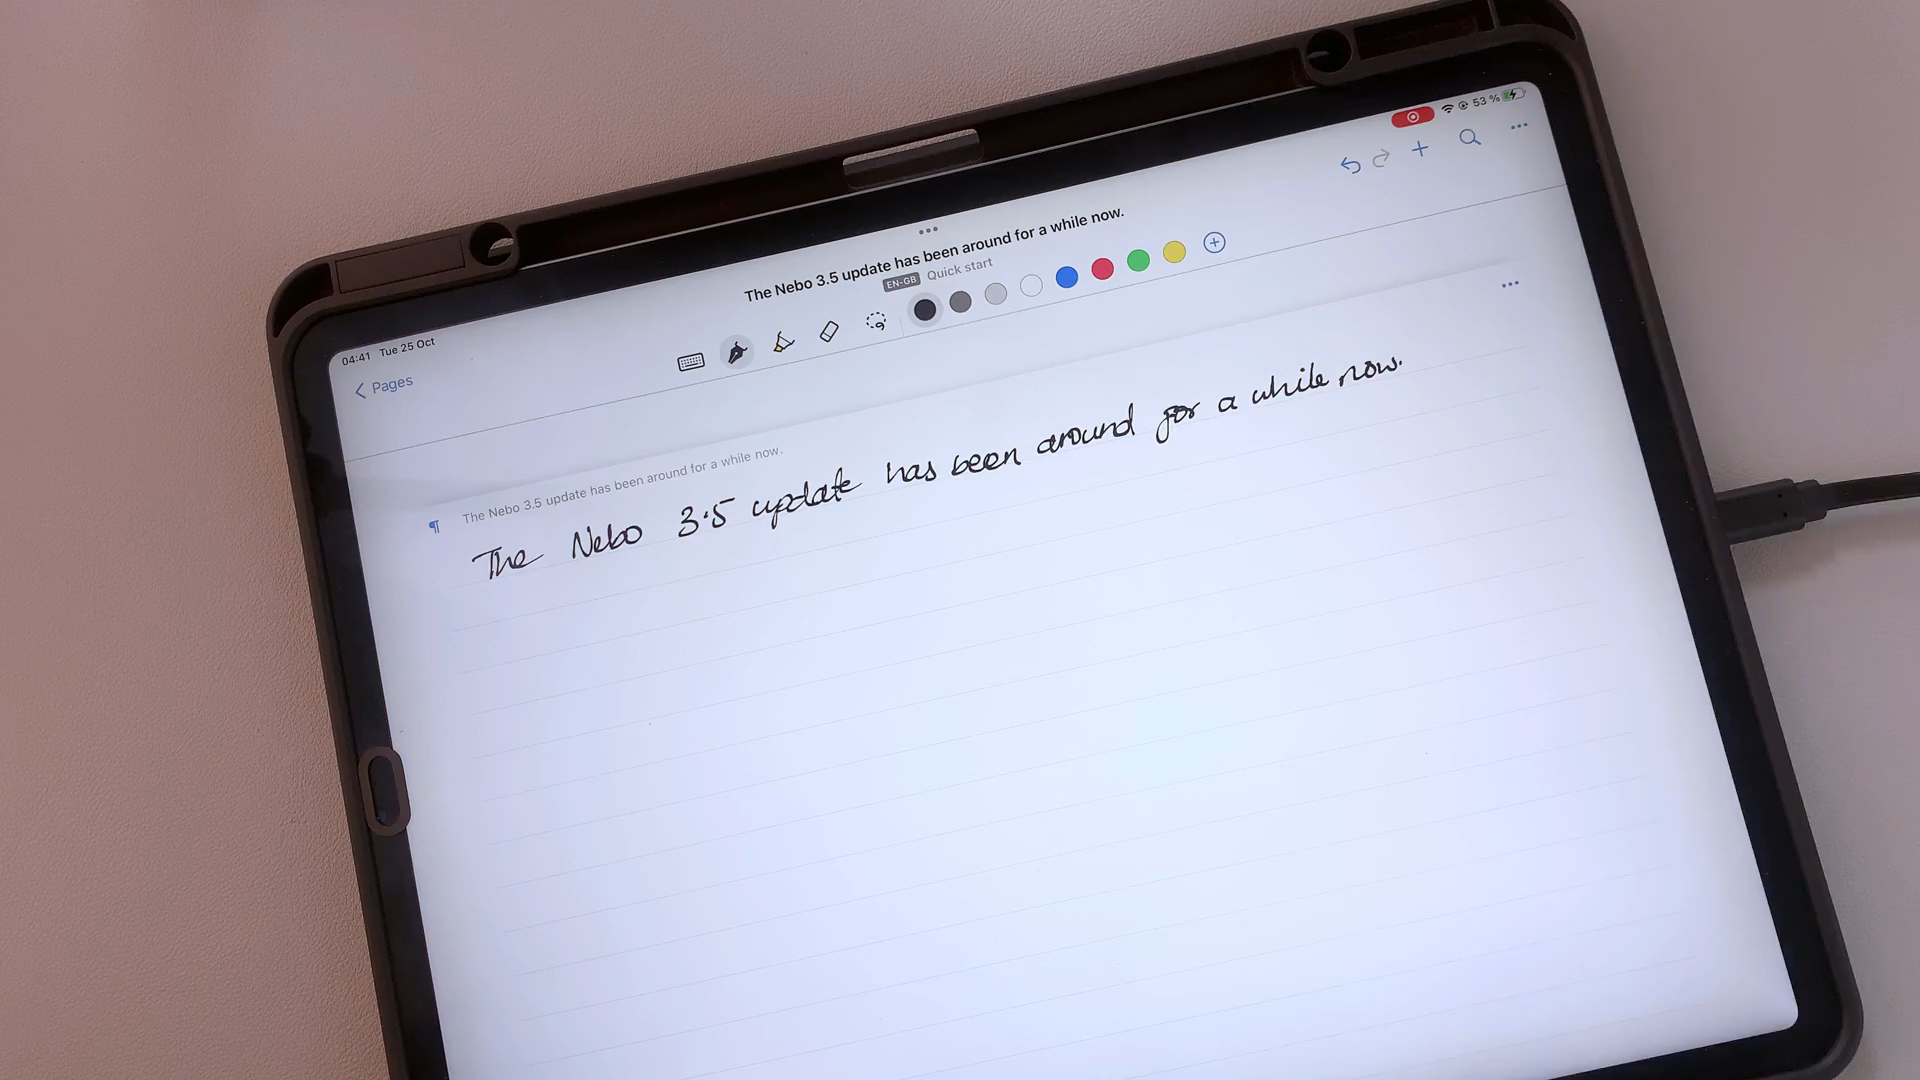 04:41 Tue 25 Oct
53 %
Pages
The Nebo 3.5 update has been around for a while now.
EN-GB Quick start
The Nebo 3.5 update has been around for a while now.
The Nebo 3.5 update has been around for a while now.